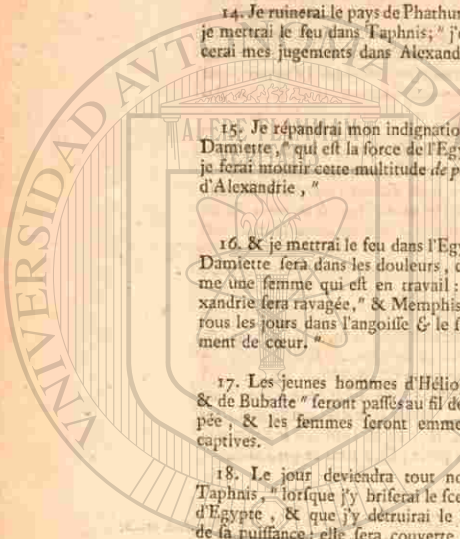 14. Je ruinerai le pays de Phathur
je mettrai le feu dans Taphnis; " j'
cerai mes jugements dans Alexand
15. Je répandrai mon indignatio
Damiette, " qui est la force de l'Egy
je ferai mourir cette multitude de p
d'Alexandrie, "
16. & je mettrai le feu dans l'Egy
Damiette sera dans les douleurs, c
me une femme qui est en travail :
xandrie sera ravagée, " & Memphis
tous les jours dans l'angoisse & le s
ment de cœur. "
17. Les jeunes hommes d'Hélio
& de Bubaste " seront passés au fil de
pée, & les femmes seront emme
captives.
18. Le jour deviendra tout no
Taphnis, " lorsque j'y briserai le sce
d'Egypte, & que j'y détruirai le
de sa puissance : elle sera couverte
ALERE FLAMMAM
VERSIDAD AVTONOMA